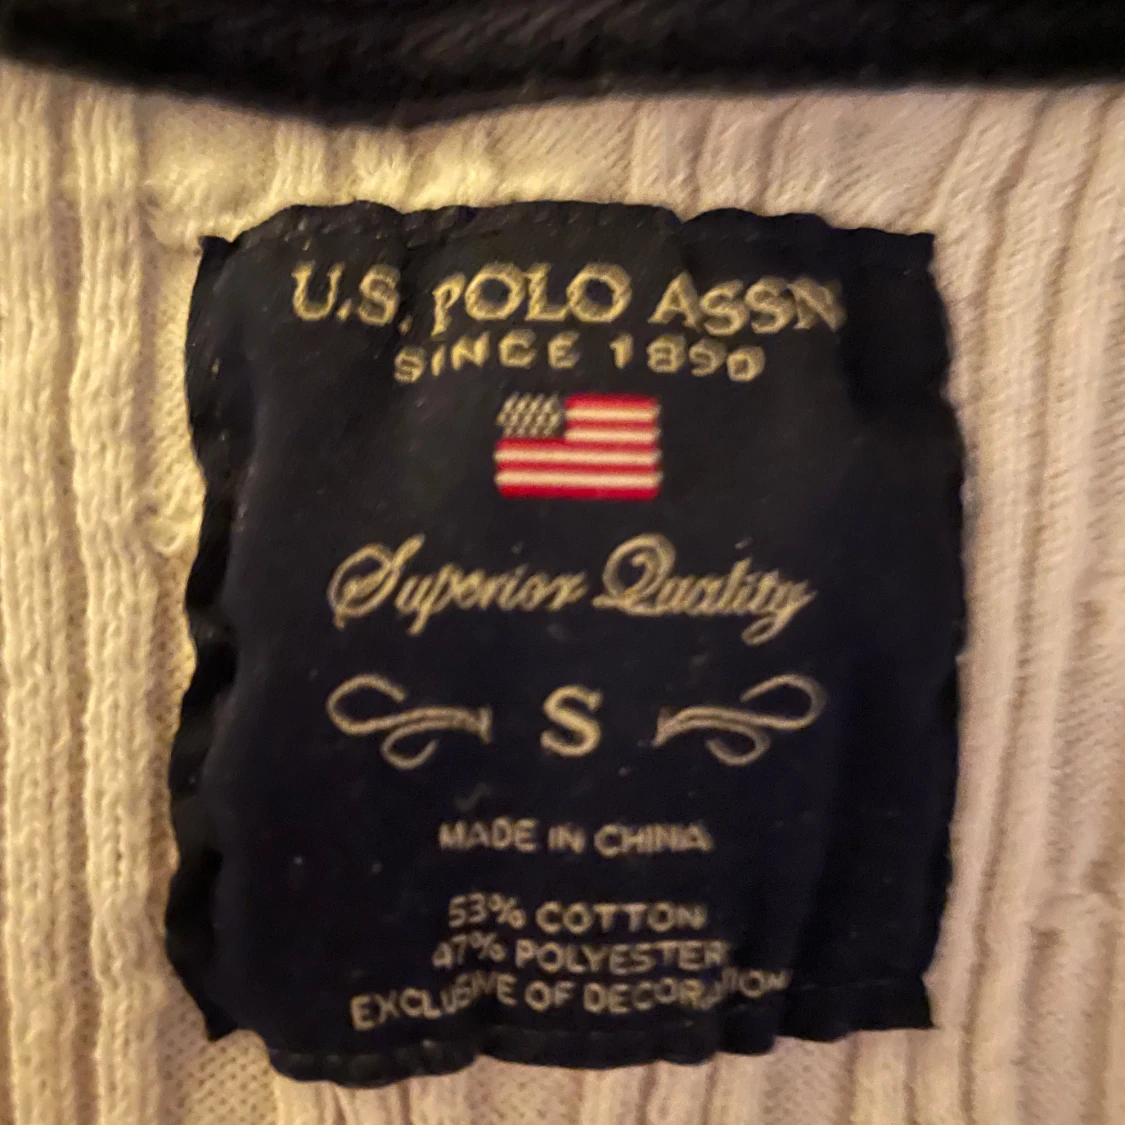 U.S. POLO ASSN
SINCE 1890
Superior Quality
S
MADE IN CHINA
53% COTTON
47% POLYESTER
EXCLUSIVE OF DECORATION